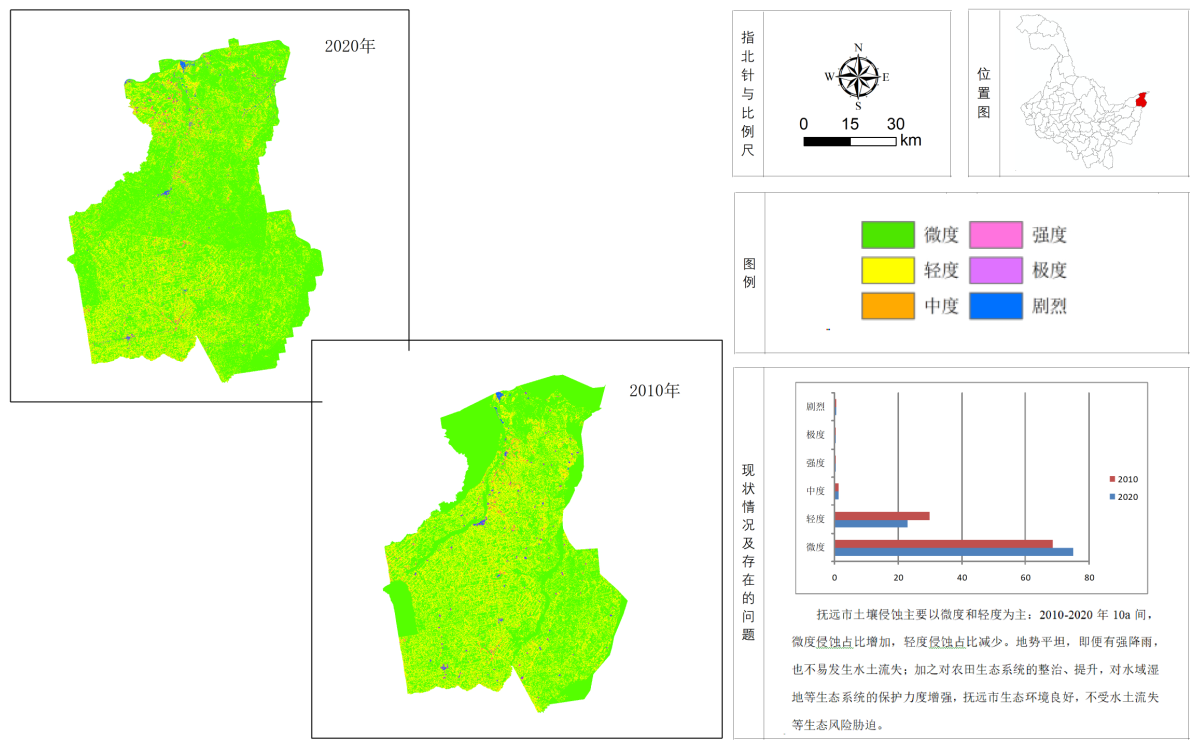 2020年
2010年
指北针与比例尺
N
W
E
S
0 15 30
km
位置图
图例
微度 强度
轻度 极度
中度 剧烈
现状情况及存在的问题
剧烈
极度
强度
中度
轻度
微度
2010
2020
0 20 40 60 80
抚远市土壤侵蚀主要以微度和轻度为主：2010-2020 年 10a 间，
微度侵蚀占比增加，轻度侵蚀占比减少。地势平坦，即便有强降雨，
也不易发生水土流失；加之对农田生态系统的整治、提升，对水域湿
地等生态系统的保护力度增强，抚远市生态环境良好，不受水土流失
等生态风险胁迫。